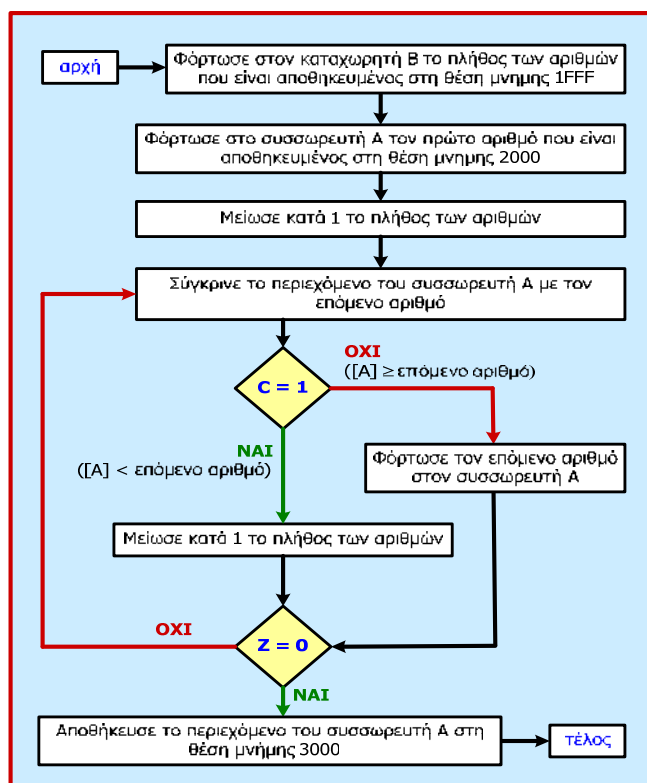 αρχή
Φόρτωσε στον καταχωρητή Β το πλήθος των αριθμών
που είναι αποθηκευμένος στη θέση μνημης 1FFF
Φόρτωσε στο συσσωρευτή Α τον πρώτο αριθμό που είναι
αποθηκευμένος στη θέση μνημης 2000
Μείωσε κατά 1 το πλήθος των αριθμών
Σύγκρινε το περιεχόμενο του συσσωρευτή Α με τον
επόμενο αριθμό
C = 1
ΟΧΙ
([A] ≥ επόμενο αριθμό)
ΝΑΙ
([A] < επόμενο αριθμό)
Φόρτωσε τον επόμενο αριθμό
στον συσσωρευτή Α
Μείωσε κατά 1 το πλήθος των αριθμών
ΟΧΙ
Z = 0
ΝΑΙ
Αποθήκευσε το περιεχόμενο του συσσωρευτή Α στη
θέση μνήμης 3000
τέλος